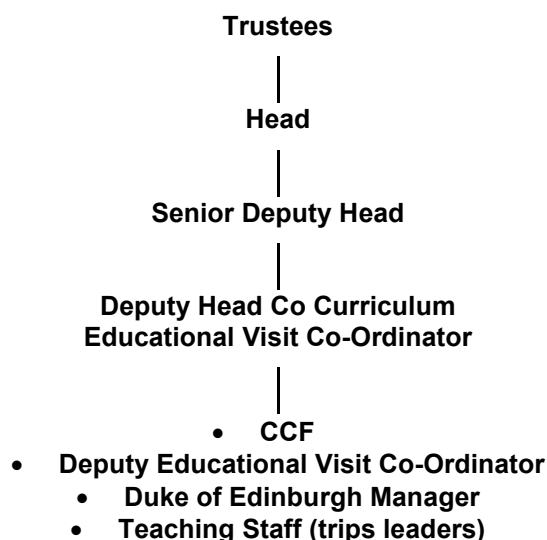 Trustees
Head
Senior Deputy Head
Deputy Head Co Curriculum
Educational Visit Co-Ordinator
• CCF
• Deputy Educational Visit Co-Ordinator
• Duke of Edinburgh Manager
• Teaching Staff (trips leaders)